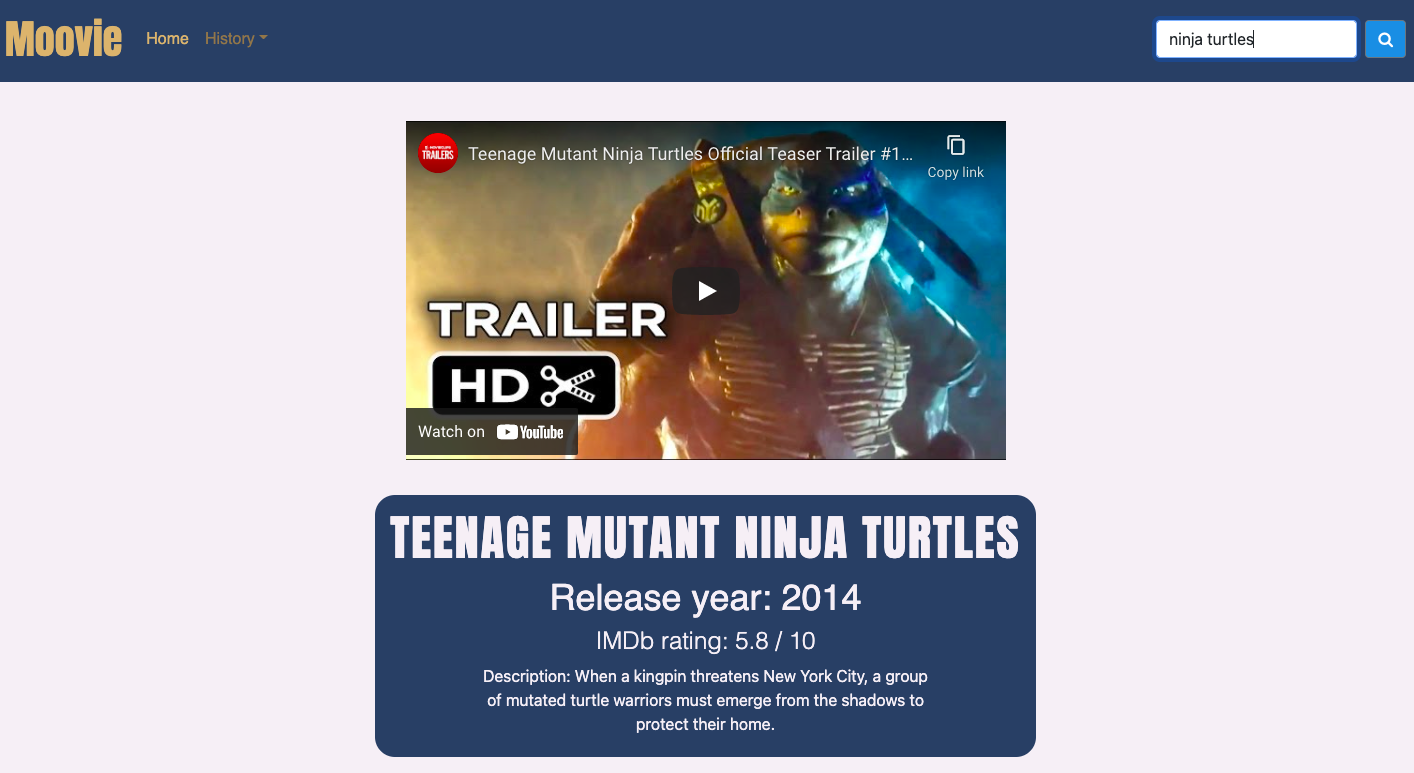 Moovie
Home
History
ninja turtles
TRAILERS
Teenage Mutant Ninja Turtles Official Teaser Trailer #1...
Copy link
TRAILER
HD
Watch on YouTube
TEENAGE MUTANT NINJA TURTLES
Release year: 2014
IMDb rating: 5.8 / 10
Description: When a kingpin threatens New York City, a group
of mutated turtle warriors must emerge from the shadows to
protect their home.